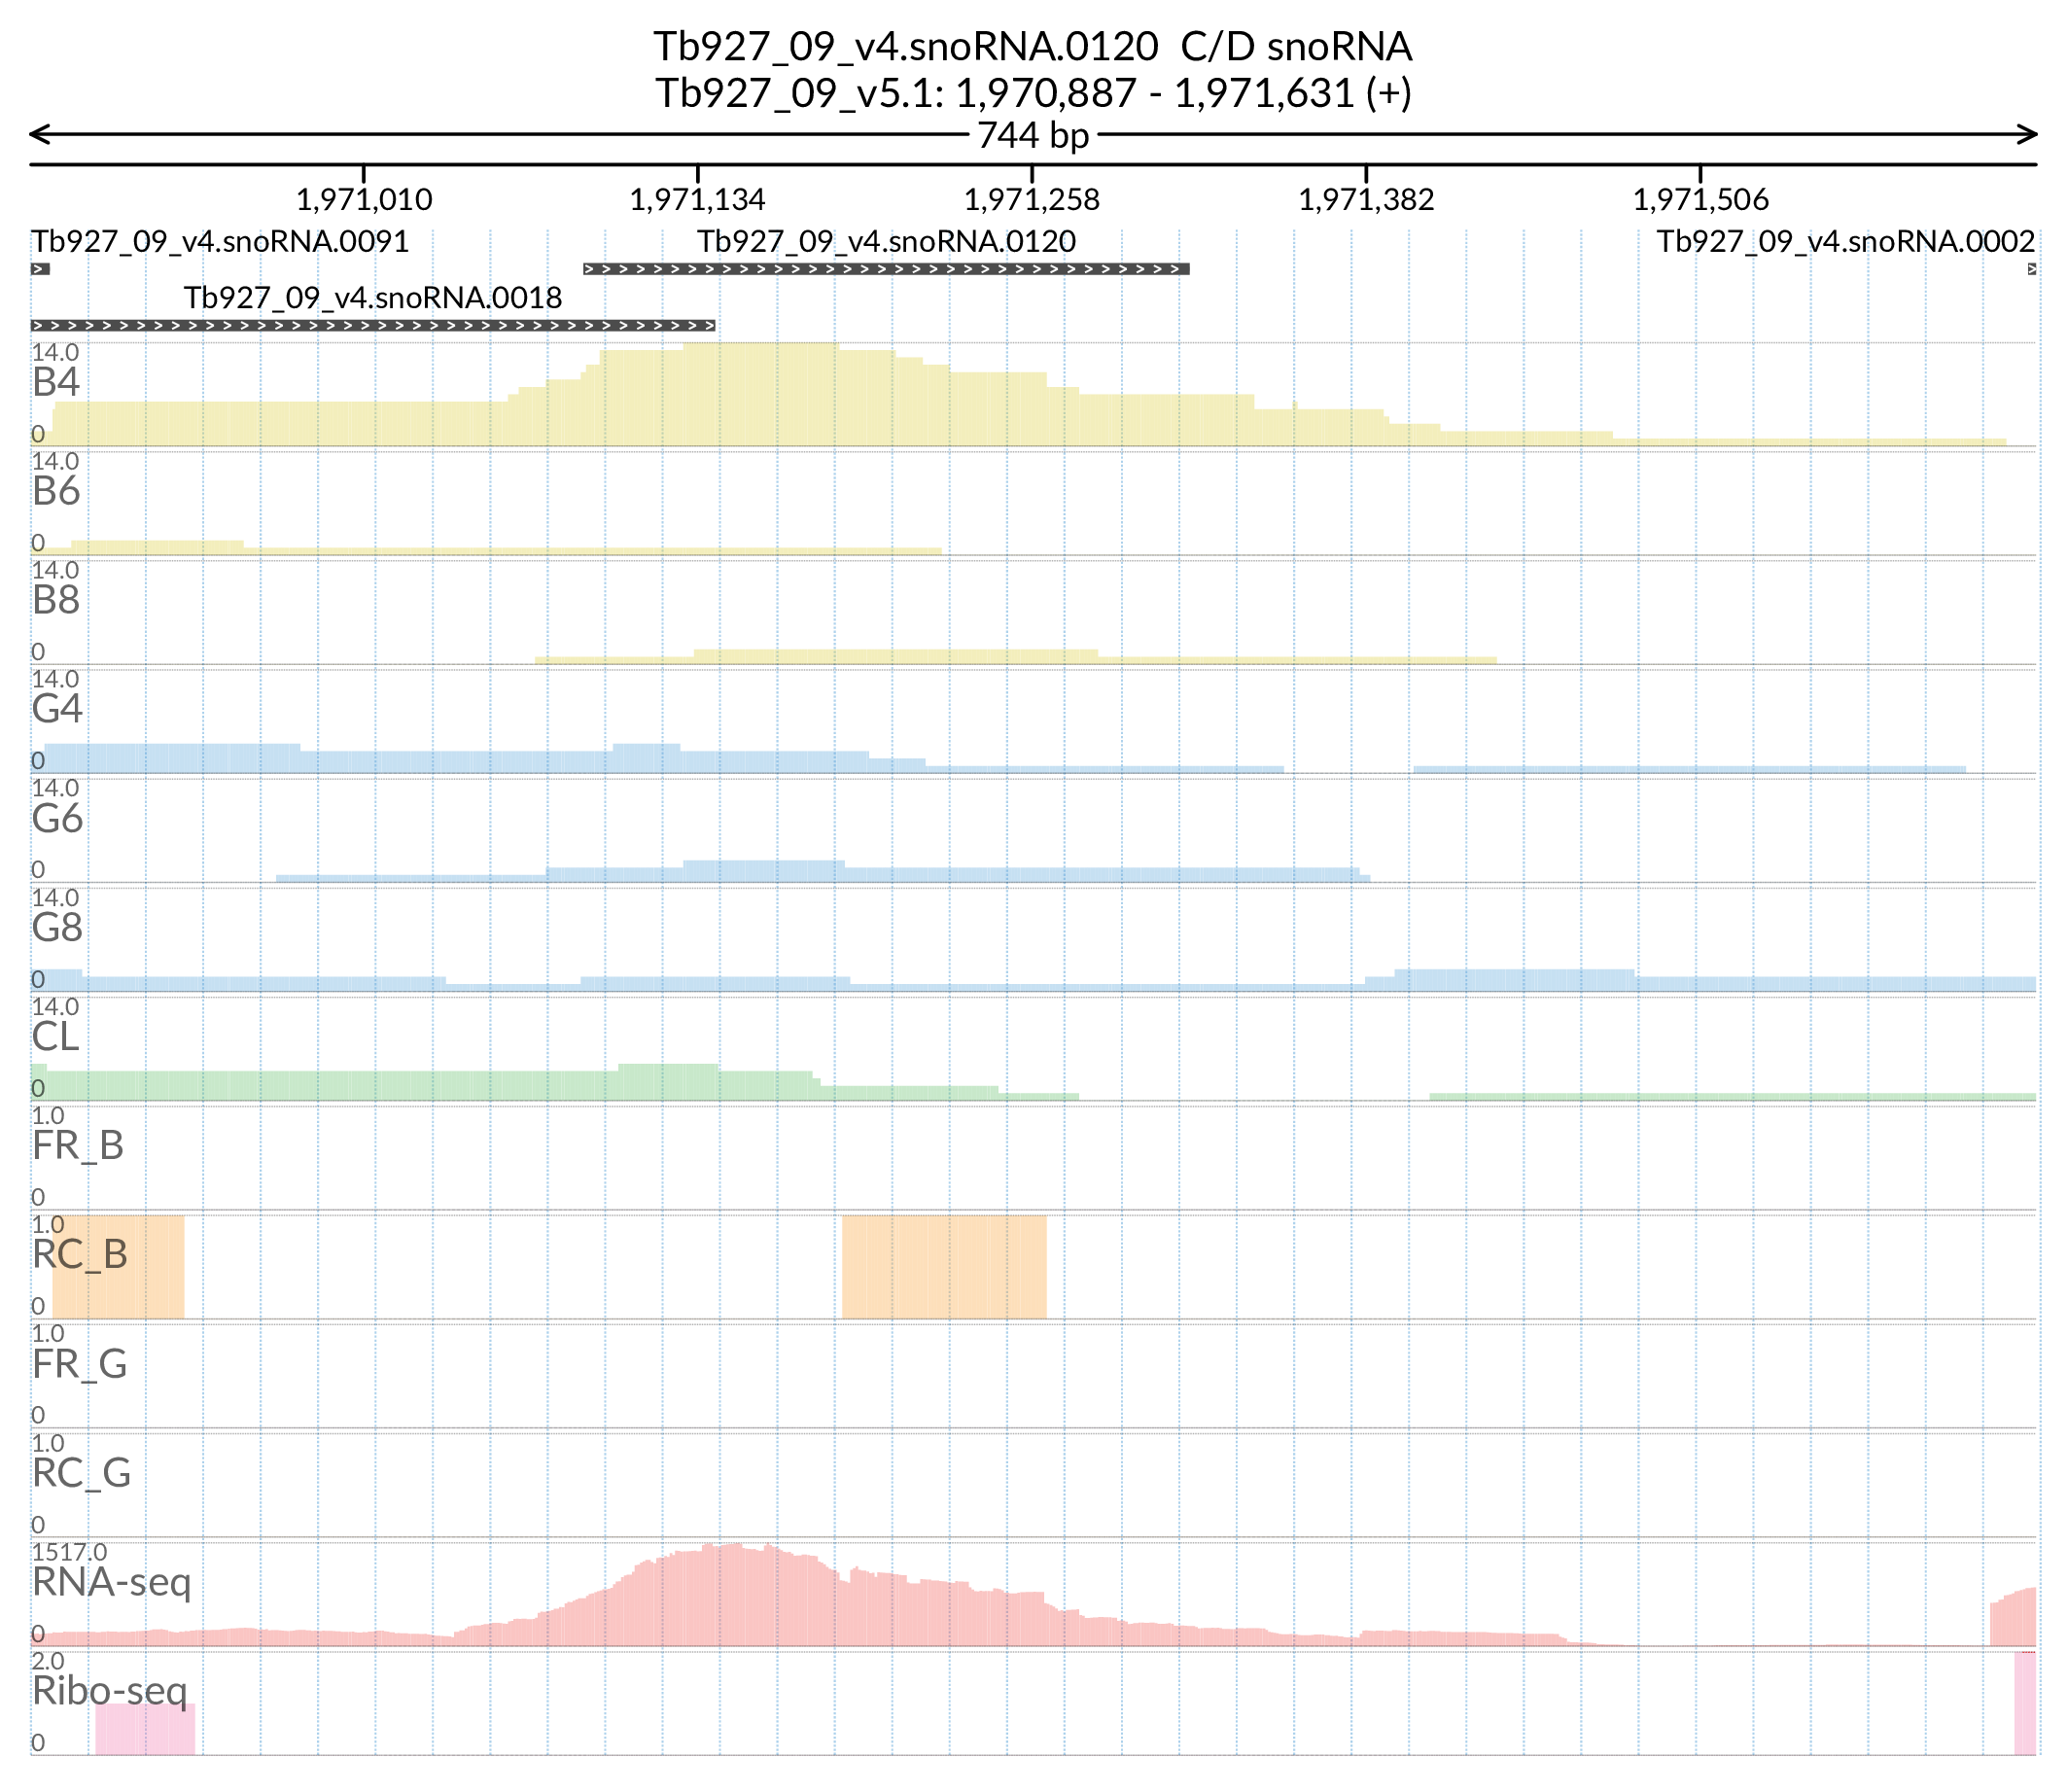 Tb927_09_v4.snoRNA.0120 C/D snoRNA
Tb927_09_v5.1: 1,970,887 - 1,971,631 (+)
744 bp
1,971,010 1,971,134 1,971,258 1,971,382 1,971,506
Tb927_09_v4.snoRNA.0091 Tb927_09_v4.snoRNA.0120 Tb927_09_v4.snoRNA.0002
Tb927_09_v4.snoRNA.0018
14.0
B4
0
14.0
B6
0
14.0
B8
0
14.0
G4
0
14.0
G6
0
14.0
G8
0
14.0
CL
0
1.0
FR_B
0
1.0
RC_B
0
1.0
FR_G
0
1.0
RC_G
0
1517.0
RNA-seq
0
2.0
Ribo-seq
0